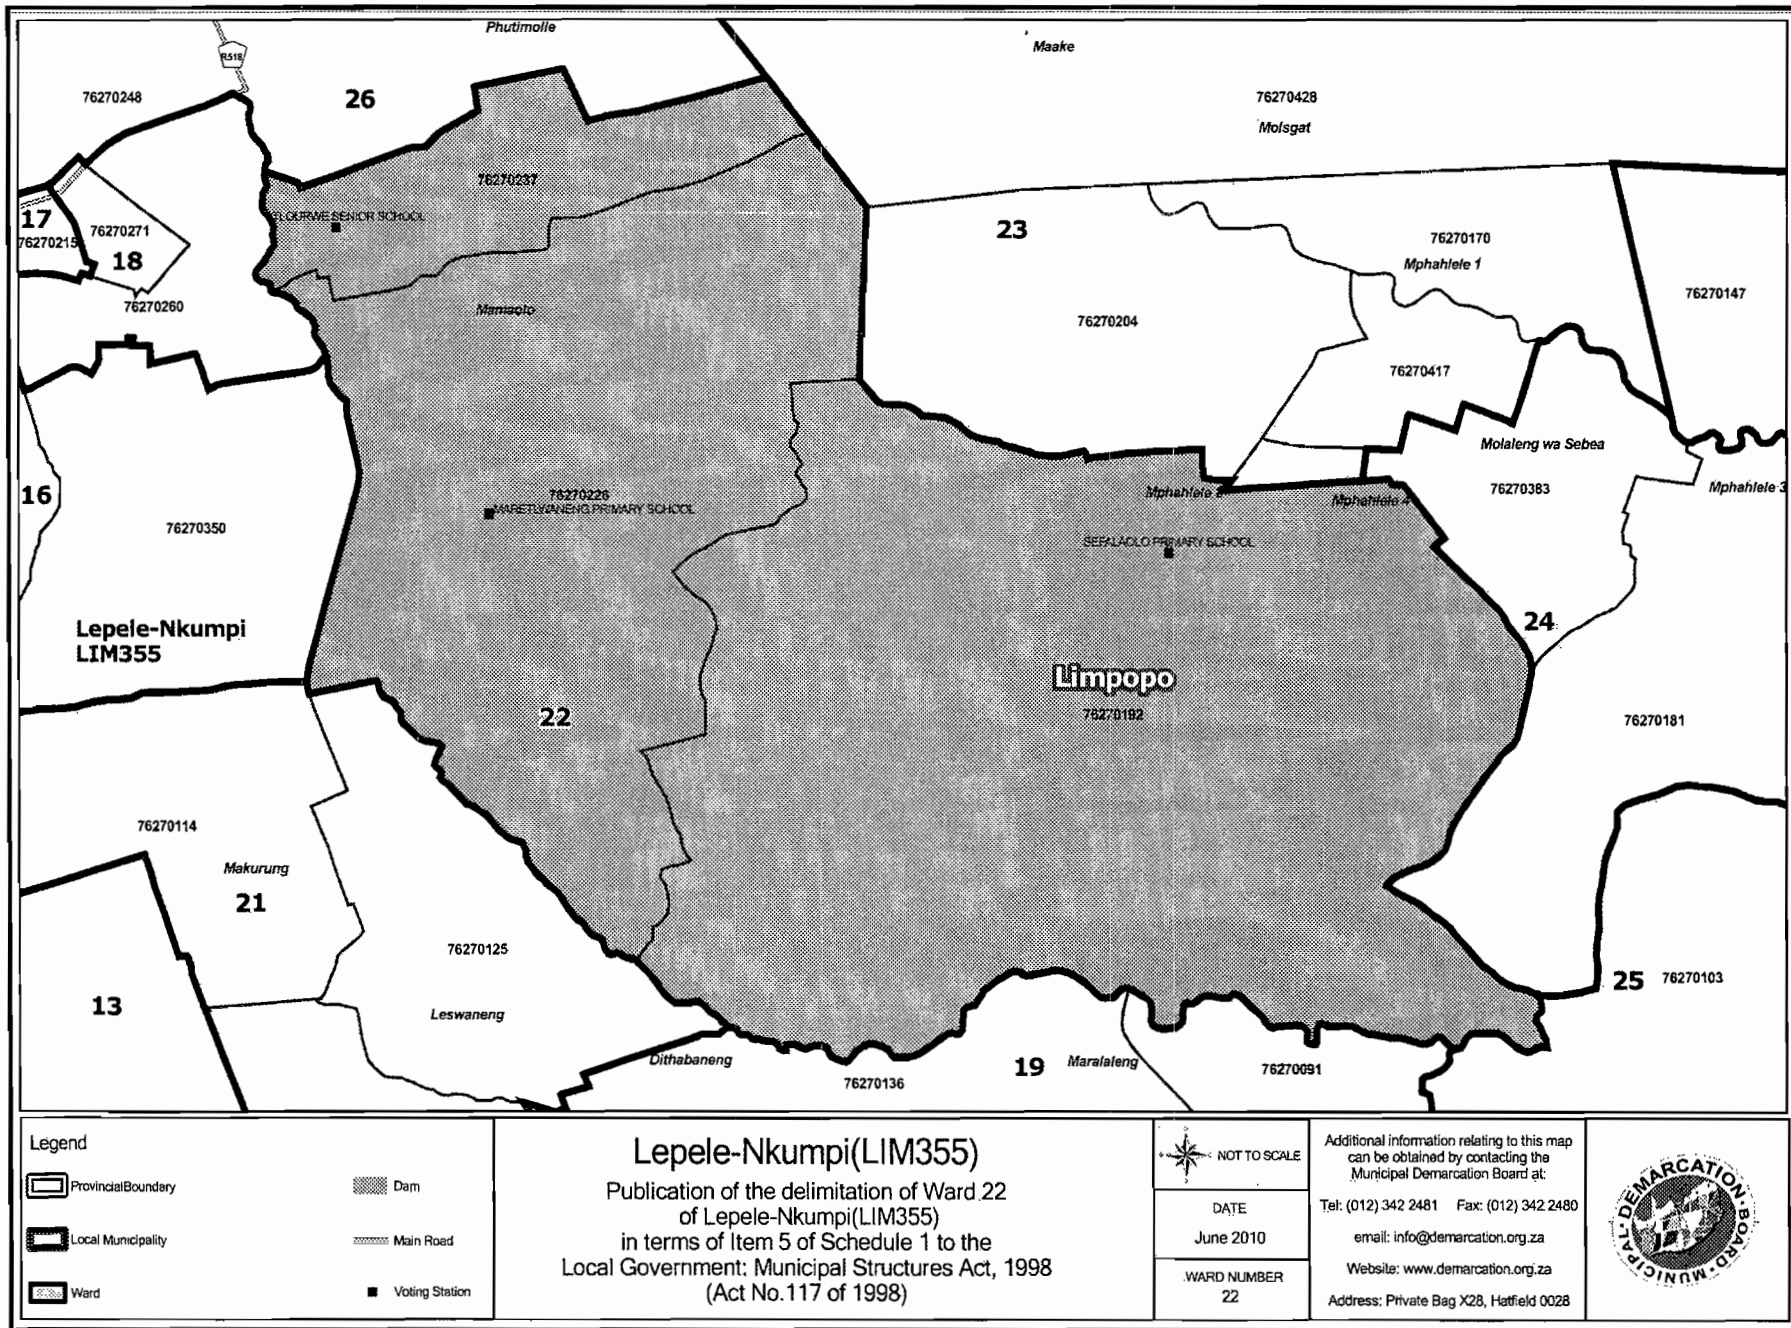 Phutimolle
Maake
R518
76270248
26
76270428
Molsgat
76270237
17
76270215
76270271
18
SENIOR SCHOOL
23
76270170
Mphahlele 1
76270147
76270260
Mamaolo
76270204
76270417
Molaleng wa Sebea
16
76270350
76270226
MARETLWANENG PRIMARY SCHOOL
Mphahlele 2
Mphahlele 4
76270383
Mphahlele 3
SEFALAOLO PRIMARY SCHOOL
Lepele-Nkumpi
LIM355
24
Limpopo
76270192
22
76270181
76270114
Makurung
21
76270125
13
Leswaneng
25
76270103
Dithabaneng
76270136
19
Maralaleng
76270091
Legend
ProvincialBoundary
Dam
Local Municipality
Main Road
Ward
Voting Station
Lepele-Nkumpi(LIM355)
Publication of the delimitation of Ward 22
of Lepele-Nkumpi(LIM355)
in terms of Item 5 of Schedule 1 to the
Local Government: Municipal Structures Act, 1998
(Act No.117 of 1998)
NOT TO SCALE
DATE
June 2010
WARD NUMBER
22
Additional information relating to this map
can be obtained by contacting the
Municipal Demarcation Board at:
Tel: (012) 342 2481 Fax: (012) 342 2480
email: info@demarcation.org.za
Website: www.demarcation.org.za
Address: Private Bag X28, Hatfield 0028
MUNICIPAL • DEMARCATION • BOARD •